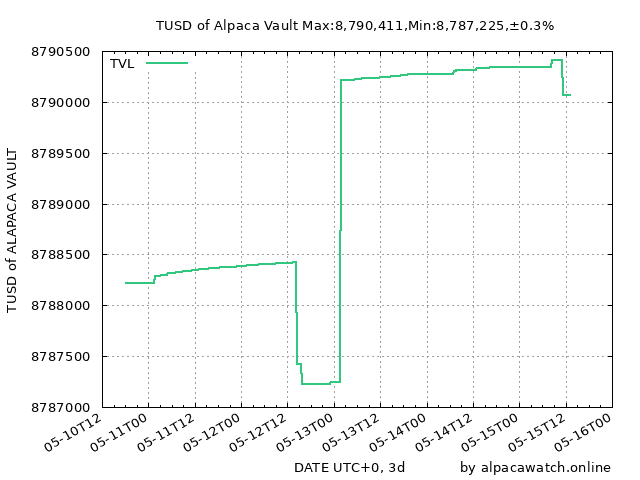 TUSD of Alpaca Vault Max:8,790,411,Min:8,787,225,±0.3%
TVL
TUSD of ALAPACA VAULT
8790500
8790000
8789500
8789000
8788500
8788000
8787500
8787000
05-10T12
05-11T00
05-11T12
05-12T00
05-12T12
05-13T00
05-13T12
05-14T00
05-14T12
05-15T00
05-15T12
05-16T00
DATE UTC+0, 3d
by alpacawatch.online